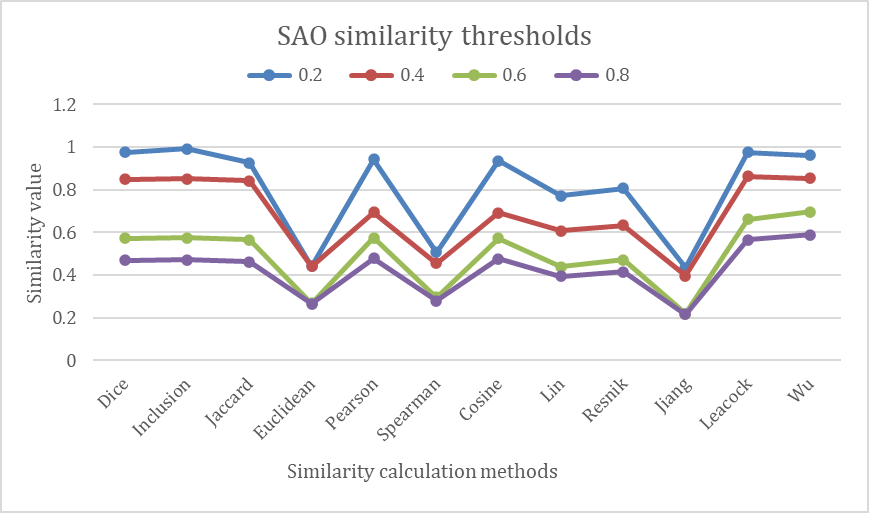 SAO similarity thresholds
0.2 0.4 0.6 0.8
1.2
1
0.8
0.6
0.4
0.2
0
Similarity value
Dice Inclusion Jaccard Euclidean Pearson Spearman Cosine Lin Resnik Jiang Leacock Wu
Similarity calculation methods